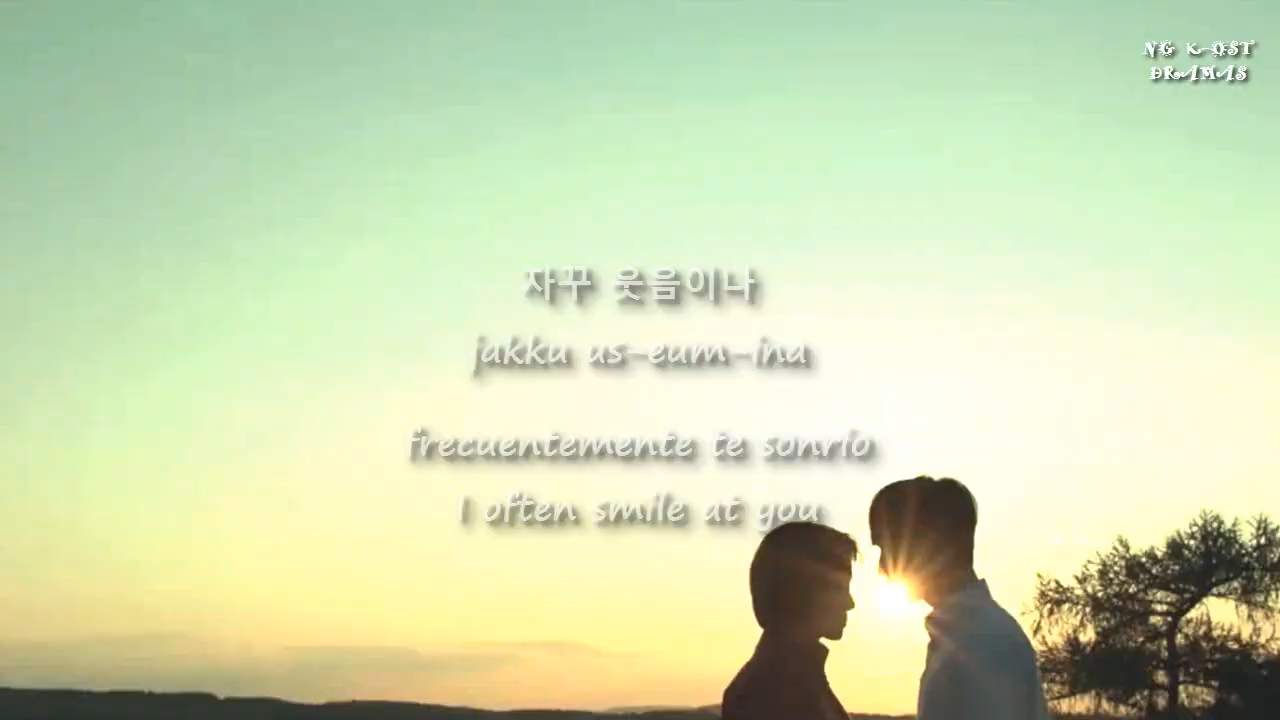 NG K-OST
DRAMAS
자꾸 웃음이나
jakku us-eum-ina
frecuentemente te sonrío
I often smile at you